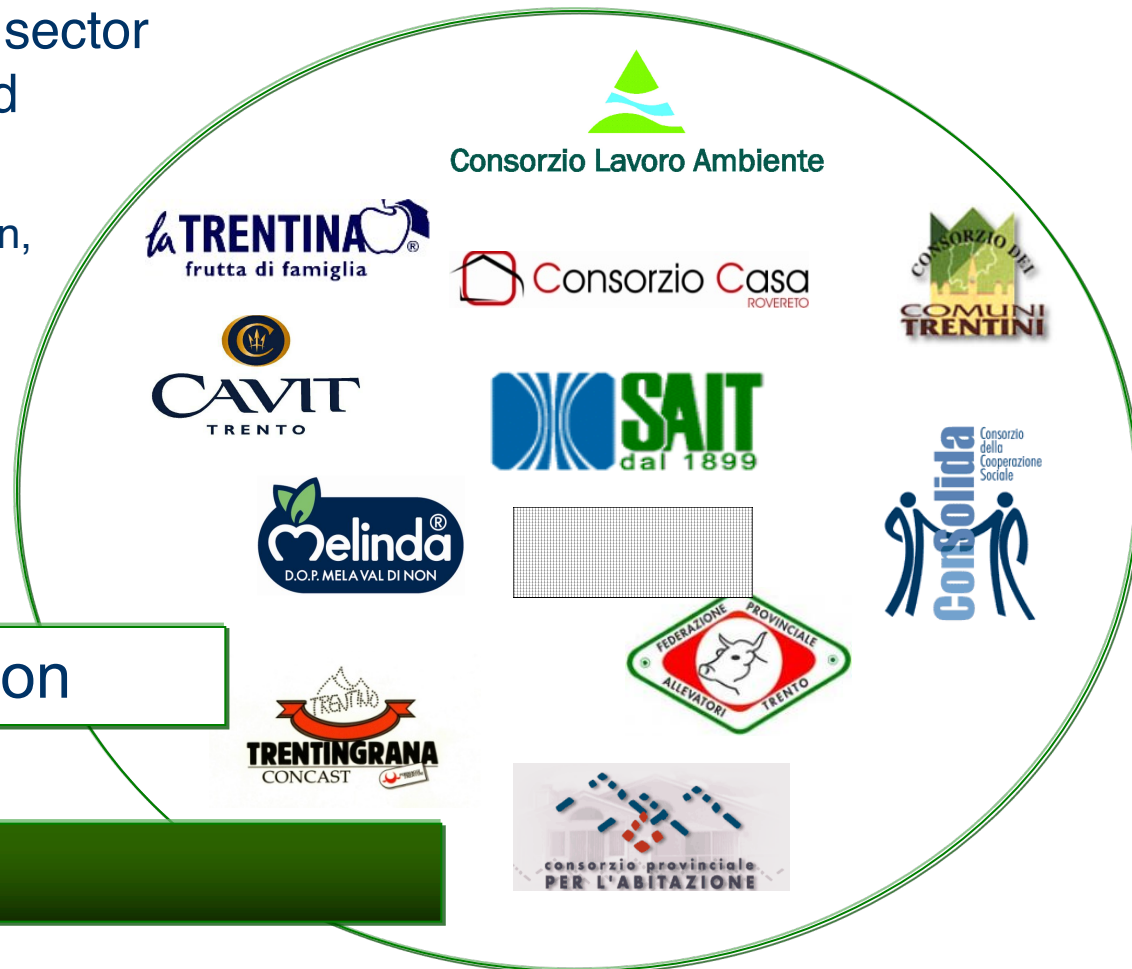 sector
d
n,
Consorzio Lavoro Ambiente
la TRENTINA ®
frutta di famiglia
Consorzio Casa
ROVERETO
CONSORZIO DEI
COMUNI
TRENTINI
C
CAVIT
TRENTO
SAIT
dal 1899
ConSolida
Consorzio
della
Cooperazione
Sociale
Melinda ®
D.O.P. MELA VAL DI NON
FEDERAZIONE PROVINCIALE
ALLEVATORI TRENTO
on
TRENTINO
TRENTINGRANA
CONCAST
consorzio provinciale
PER L'ABITAZIONE